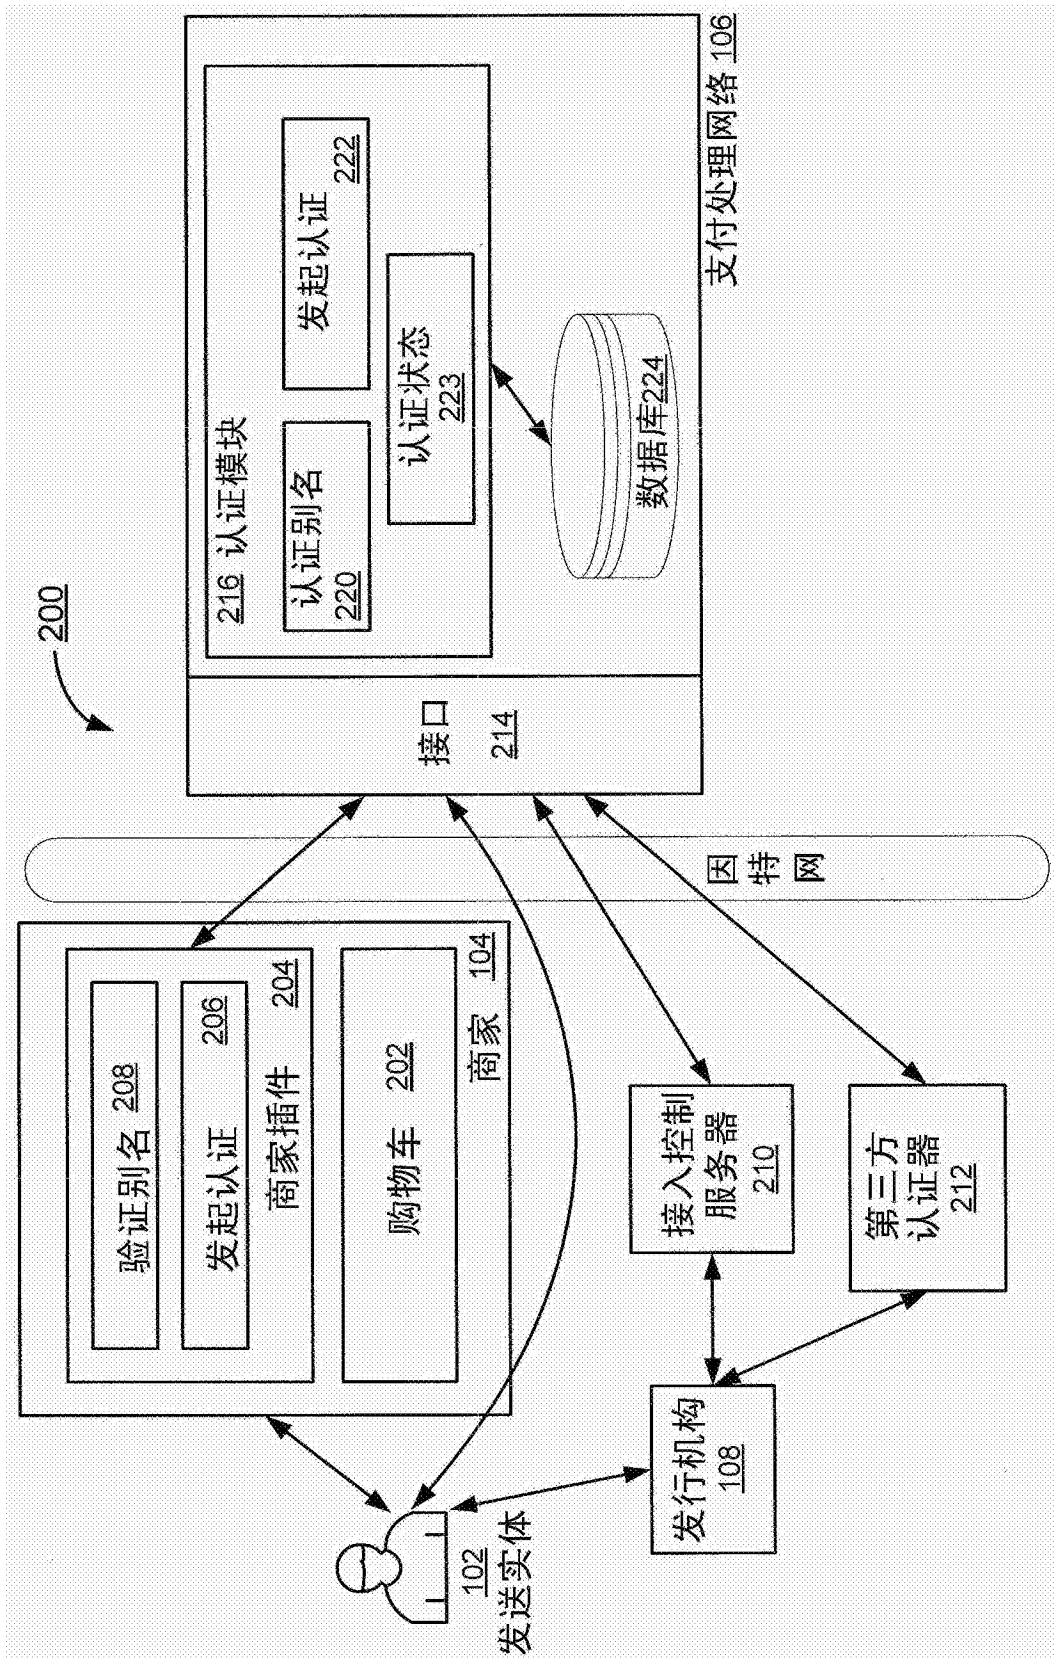 200
验证别名 208
发起认证 206
商家插件 204
购物车 202
商家 104
102
发送实体
发行机构
108
接入控制
服务器
210
第三方
认证器
212
因特网
接口
214
216 认证模块
认证别名
220
发起认证
222
认证状态
223
数据库224
支付处理网络 106